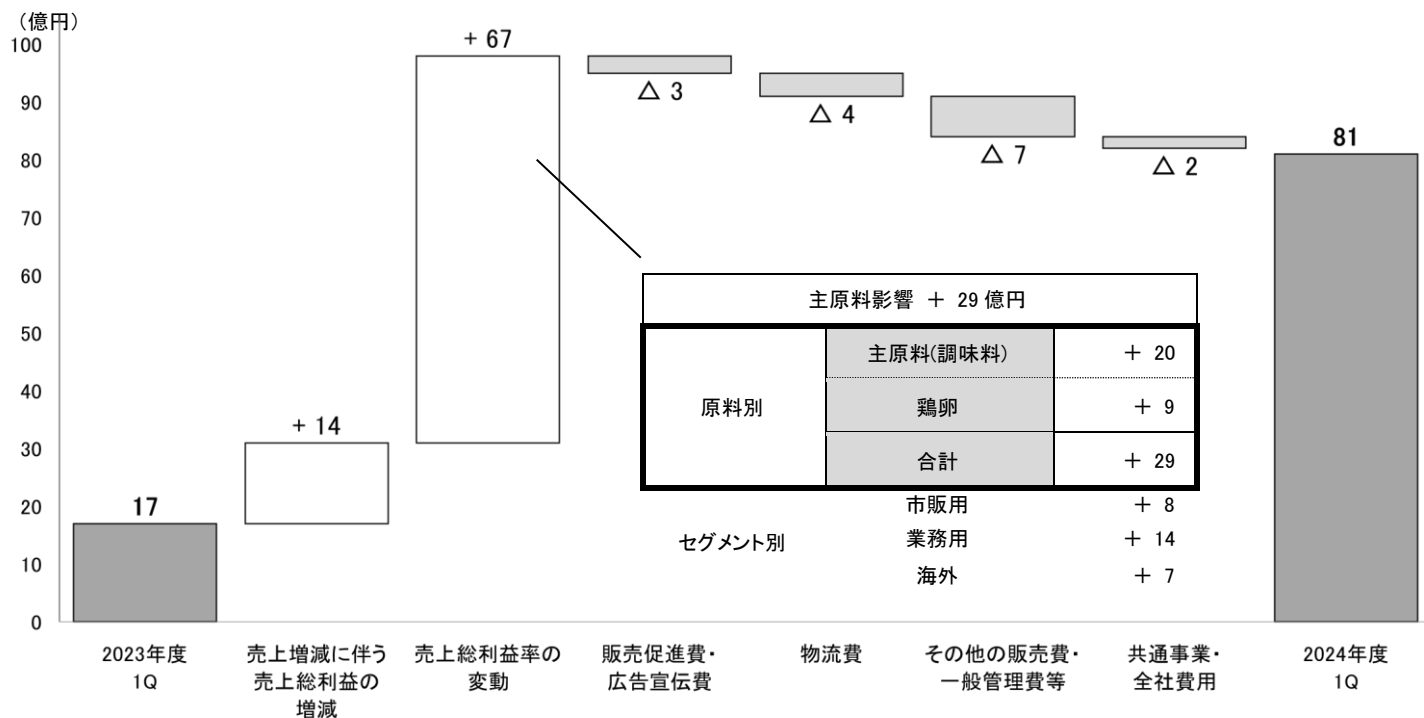 （億円）
100
90
80
70
60
50
40
30
20
10
0
17
+ 14
+ 67
△ 3
△ 4
△ 7
△ 2
81
主原料影響 ＋ 29 億円
原料別
主原料(調味料)
＋ 20
鶏卵
＋ 9
合計
＋ 29
セグメント別
市販用
＋ 8
業務用
＋ 14
海外
＋ 7
2023年度
1Q
売上増減に伴う
売上総利益の
増減
売上総利益率の
変動
販売促進費・
広告宣伝費
物流費
その他の販売費・
一般管理費等
共通事業・
全社費用
2024年度
1Q